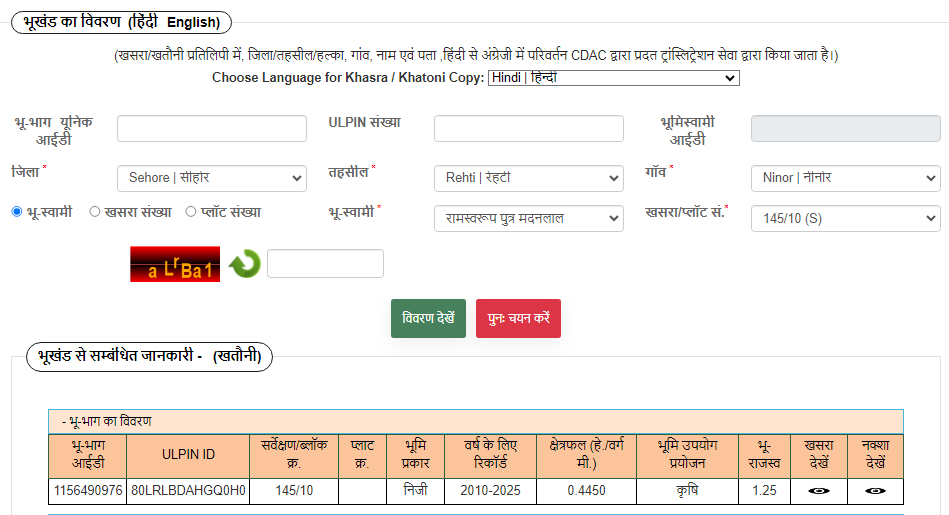 भूखंड का विवरण (हिंदी English)
(खसरा/खतौनी प्रतिलिपी में, जिला/तहसील/हल्का, गांव, नाम एवं पता ,हिंदी से अंग्रेजी में परिवर्तन CDAC द्वारा प्रदत ट्रांस्लिट्रेशन सेवा द्वारा किया जाता है।)
Choose Language for Khasra / Khatoni Copy: Hindi | हिन्दी
भू-भाग यूनिक आईडी
ULPIN संख्या
भूमिस्वामी आईडी
जिला * Sehore | सीहोर तहसील * Rehti | रेहटी गाँव * Ninor | नीनोर
भू-स्वामी खसरा संख्या प्लॉट संख्या भू-स्वामी * रामस्वरूप पुत्र मदनलाल खसरा/प्लॉट सं.* 145/10 (S)
a LrBa1
विवरण देखें पुनः चयन करें
भूखंड से सम्बंधित जानकारी - (खतौनी)
- भू-भाग का विवरण
भू-भाग आईडी ULPIN ID सर्वेक्षण/ब्लॉक क्र. प्लाट क्र. भूमि प्रकार वर्ष के लिए रिकॉर्ड क्षेत्रफल (हे./वर्ग मी.) भूमि उपयोग प्रयोजन भू-राजस्व खसरा देखें नक्शा देखें
1156490976 80LRLBDAHGQ0H0 145/10 निजी 2010-2025 0.4450 कृषि 1.25